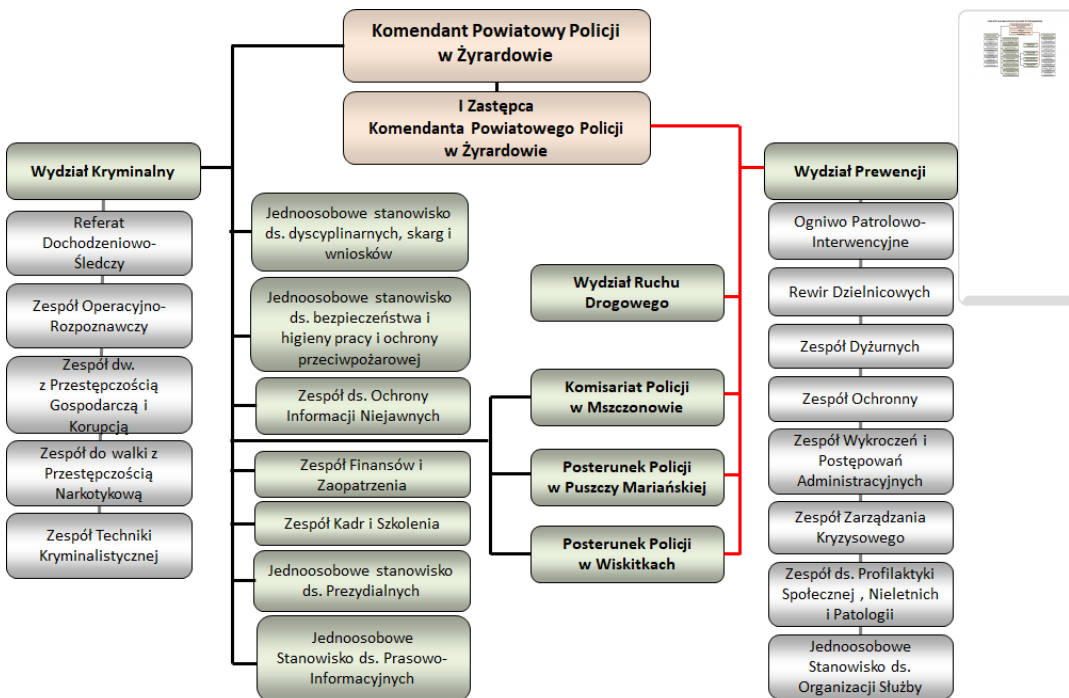 Komendant Powiatowy Policji
w Żyrardowie
I Zastępca
Komendanta Powiatowego Policji
w Żyrardowie
Wydział Kryminalny
Referat
Dochodzeniowo-
Śledczy
Zespół Operacyjno-
Rozpoznawczy
Zespół dw.
z Przestępczością
Gospodarczą i
Korupcją
Zespół do walki z
Przestępczością
Narkotykową
Zespół Techniki
Kryminalistycznej
Jednoosobowe stanowisko
ds. dyscyplinarnych, skarg i
wniosków
Jednoosobowe stanowisko
ds. bezpieczeństwa i
higieny pracy i ochrony
przeciwpożarowej
Zespół ds. Ochrony
Informacji Niejawnych
Zespół Finansów i
Zaopatrzenia
Zespół Kadr i Szkolenia
Jednoosobowe stanowisko
ds. Prezydialnych
Jednoosobowe
Stanowisko ds. Prasowo-
Informacyjnych
Wydział Ruchu
Drogowego
Komisariat Policji
w Mszczonowie
Posterunek Policji
w Puszczy Mariańskiej
Posterunek Policji
w Wiskitkach
Wydział Prewencji
Ogniwo Patrolowo-
Interwencyjne
Rewir Dzielnicowych
Zespół Dyżurnych
Zespół Ochronny
Zespół Wykroczeń i
Postępowań
Administracyjnych
Zespół Zarządzania
Kryzysowego
Zespół ds. Profilaktyki
Społecznej , Nieletnich
i Patologii
Jednoosobowe
Stanowisko ds.
Organizacji Służby